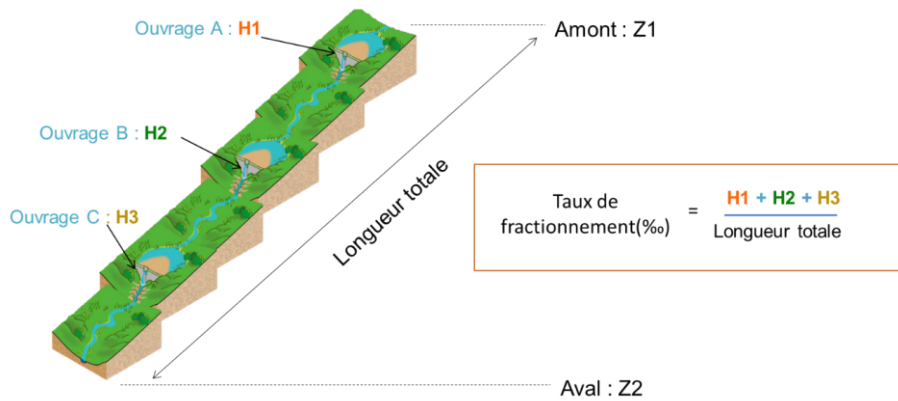 Ouvrage A : H1
Amont : Z1
Ouvrage B : H2
Ouvrage C : H3
Longueur totale
Taux de
fractionnement(‰)
=
H1 + H2 + H3
Longueur totale
Aval : Z2